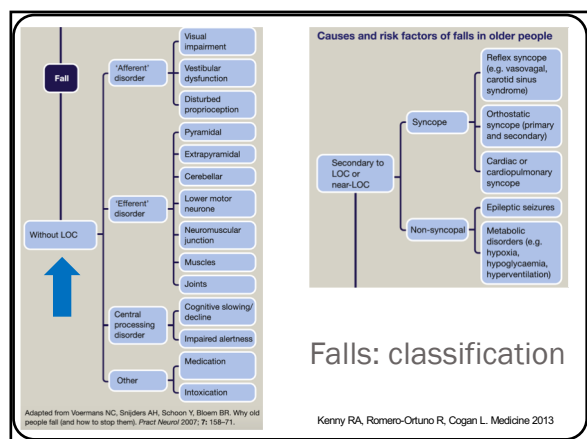 Fall
Without LOC
'Afferent' disorder
Visual
impairment
Vestibular
dysfunction
Disturbed
proprioception
'Efferent' disorder
Pyramidal
Extrapyramidal
Cerebellar
Lower motor
neurone
Neuromuscular
junction
Muscles
Joints
Central
processing
disorder
Cognitive slowing/
decline
Impaired alertness
Other
Medication
Intoxication
Adapted from Voermans NC, Snijders AH, Schoon Y, Bloem BR. Why old
people fall (and how to stop them). Pract Neurol 2007; 7: 158–71.
Causes and risk factors of falls in older people
Secondary to
LOC or
near-LOC
Syncope
Reflex syncope
(e.g. vasovagal,
carotid sinus
syndrome)
Orthostatic
syncope (primary
and secondary)
Cardiac or
cardiopulmonary
syncope
Non-syncopal
Epileptic seizures
Metabolic
disorders (e.g.
hypoxia,
hypoglycaemia,
hyperventilation)
Falls: classification
Kenny RA, Romero-Ortuno R, Cogan L. Medicine 2013